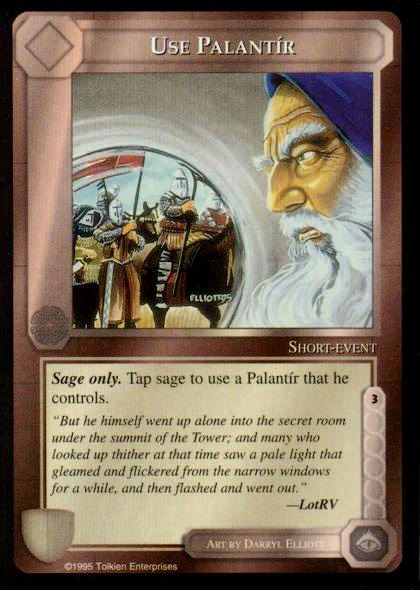 USE PALANTÍR
ELLIOTT95
SHORT-EVENT
Sage only. Tap sage to use a Palantír that he
controls.
3
"But he himself went up alone into the secret room
under the summit of the Tower; and many who
looked up thither at that time saw a pale light that
gleamed and flickered from the narrow windows
for a while, and then flashed and went out."
—LotRV
ART BY DARRYL ELLIOTT
©1995 Tolkien Enterprises